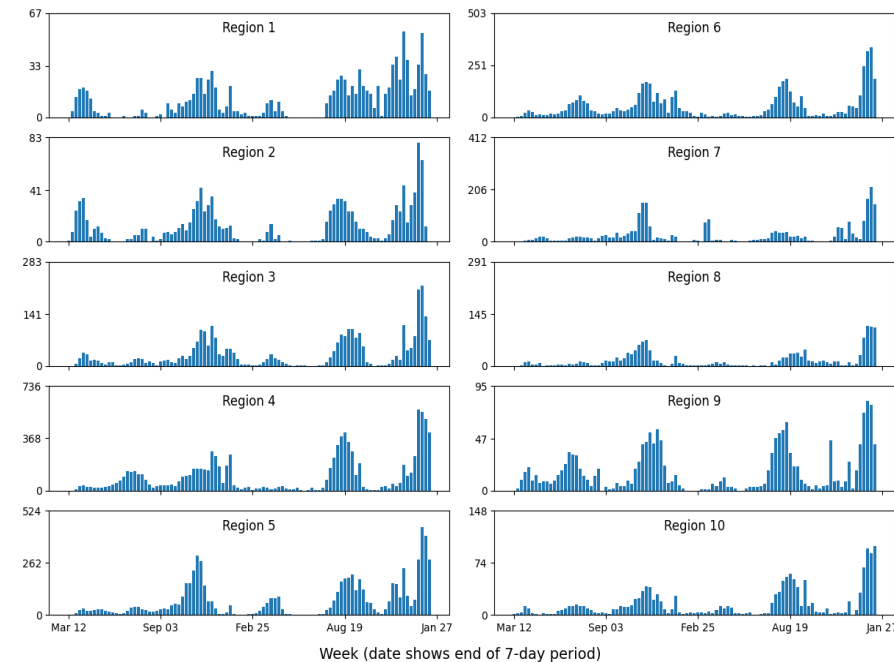 67
33
0
Region 1
503
251
0
Region 6
83
41
0
Region 2
412
206
0
Region 7
283
141
0
Region 3
291
145
0
Region 8
736
368
0
Region 4
95
47
0
Region 9
524
262
0
Region 5
148
74
0
Region 10
Mar 12 Sep 03 Feb 25 Aug 19 Jan 27
Mar 12 Sep 03 Feb 25 Aug 19 Jan 27
Week (date shows end of 7-day period)